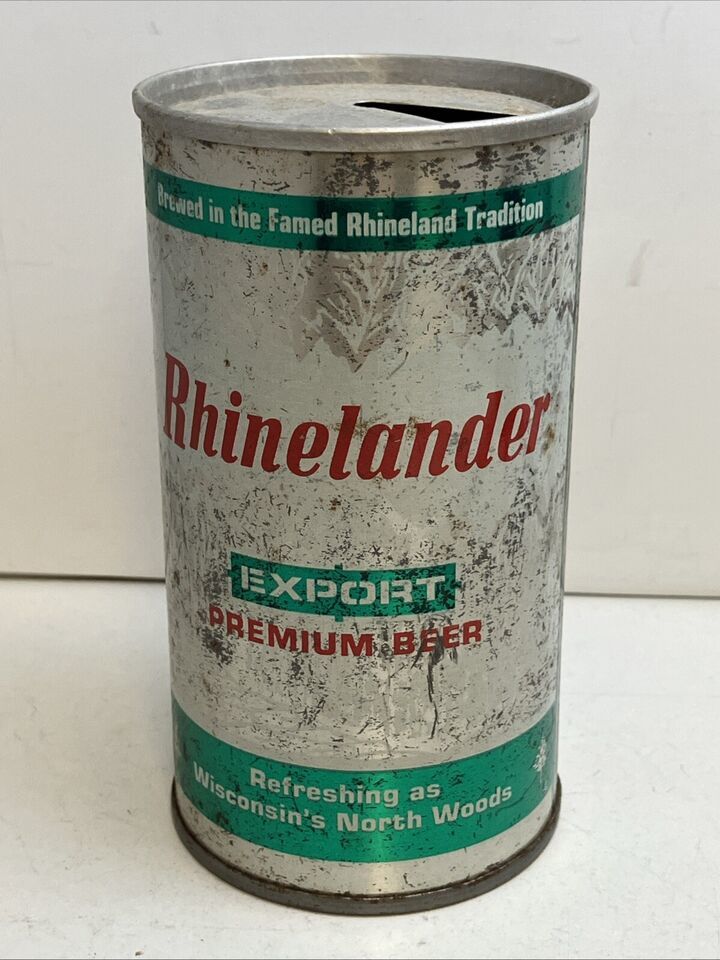 Brewed in the Famed Rhineland Tradition
Rhinelander
EXPORT
PREMIUM BEER
Refreshing as
Wisconsin's North Woods